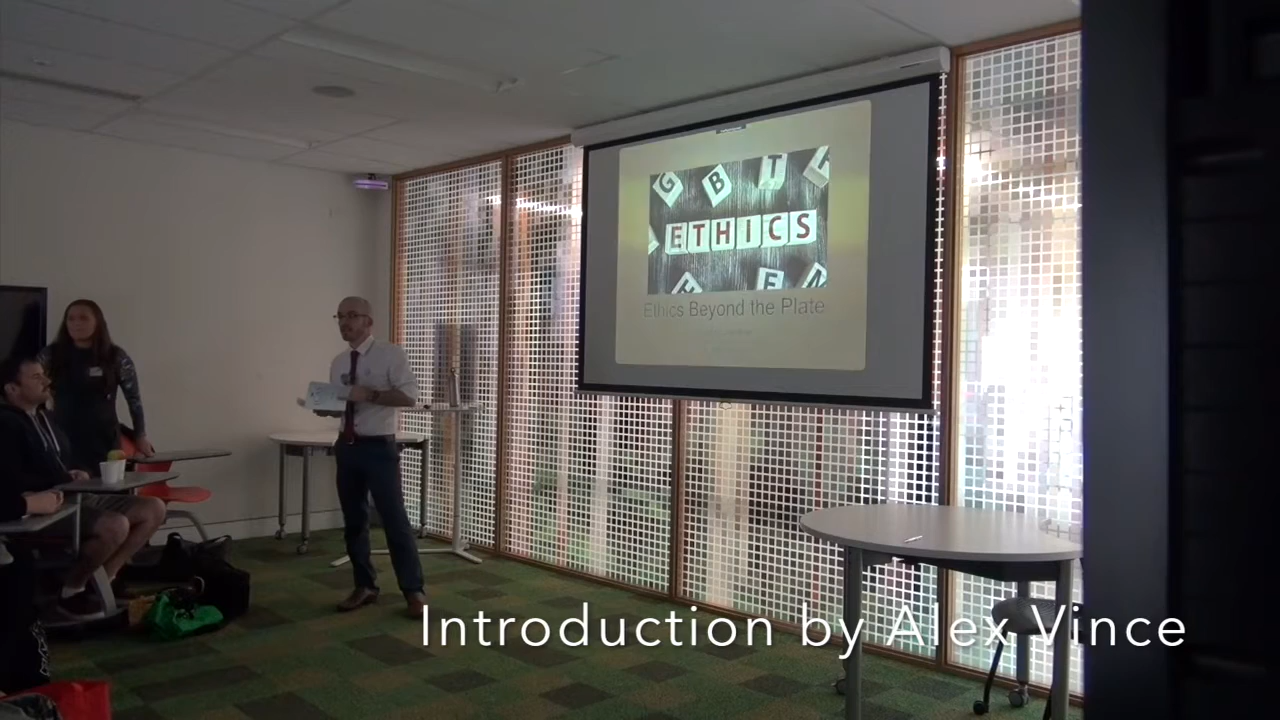 G B T
ETHICS
E
Ethics Beyond the Plate
Introduction by Alex Vince